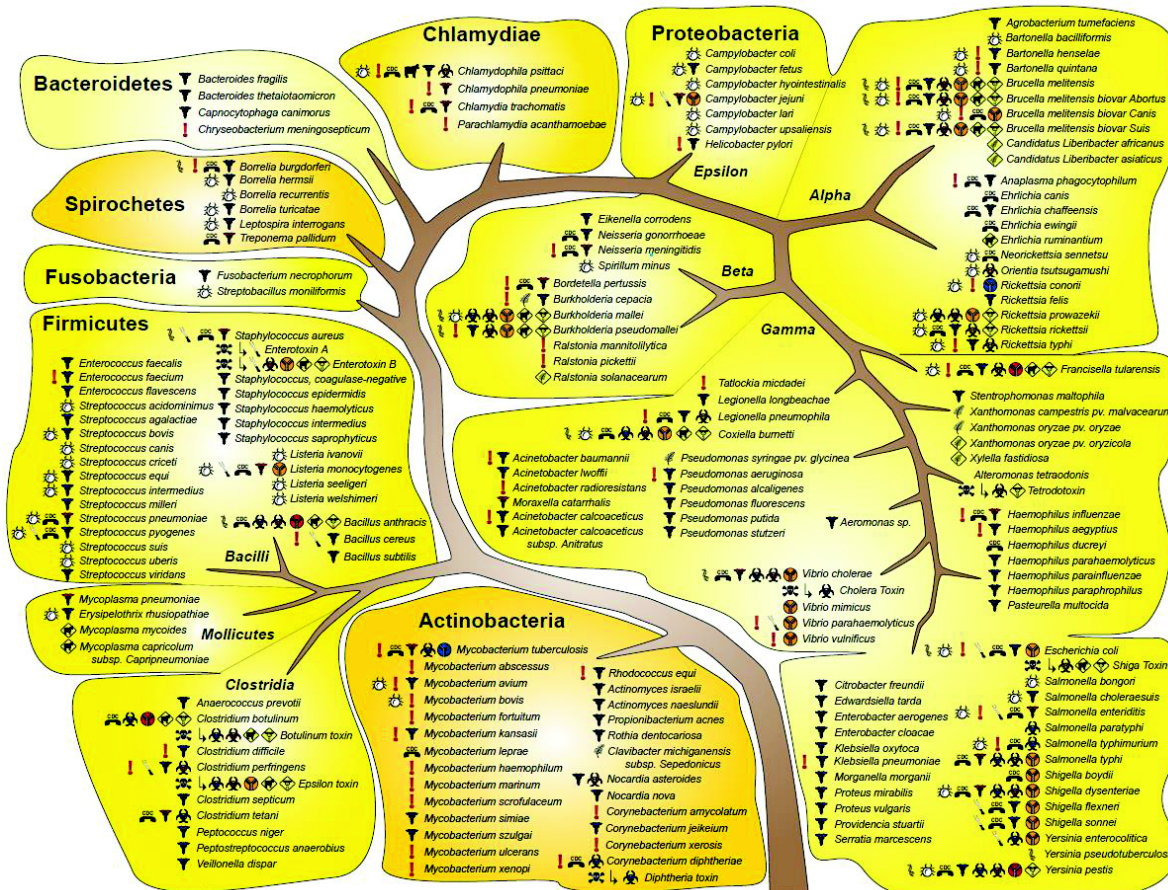 Bacteroidetes
Bacteroides fragilis
Bacteroides thetaiotaomicron
Capnocytophaga canimorus
Chryseobacterium meningosepticum
Chlamydiae
Chlamydophila psittaci
Chlamydophila pneumoniae
Chlamydia trachomatis
Parachlamydia acanthamoebae
Proteobacteria
Campylobacter coli
Campylobacter fetus
Campylobacter hyointestinalis
Campylobacter jejuni
Campylobacter lari
Campylobacter upsaliensis
Helicobacter pylori
Epsilon
Agrobacterium tumefaciens
Bartonella bacilliformis
Bartonella henselae
Bartonella quintana
Brucella melitensis
Brucella melitensis biovar Abortus
Brucella melitensis biovar Canis
Brucella melitensis biovar Suis
Candidatus Liberibacter africanus
Candidatus Liberibacter asiaticus
Alpha
Anaplasma phagocytophilum
Ehrlichia canis
Ehrlichia chaffeensis
Ehrlichia ewingii
Ehrlichia ruminantium
Neorickettsia sennetsu
Orientia tsutsugamushi
Rickettsia conorii
Rickettsia felis
Rickettsia prowazekii
Rickettsia rickettsii
Rickettsia typhi
Spirochetes
Borrelia burgdorferi
Borrelia hermsii
Borrelia recurrentis
Borrelia turicatae
Leptospira interrogans
Treponema pallidum
Fusobacteria
Fusobacterium necrophorum
Streptobacillus moniliformis
Eikenella corrodens
Neisseria gonorrhoeae
Neisseria meningitidis
Spirillum minus
Beta
Bordetella pertussis
Burkholderia cepacia
Burkholderia mallei
Burkholderia pseudomallei
Ralstonia mannitolilytica
Ralstonia pickettii
Ralstonia solanacearum
Gamma
Firmicutes
Staphylococcus aureus
Enterotoxin A
Enterotoxin B
Staphylococcus, coagulase-negative
Staphylococcus epidermidis
Staphylococcus haemolyticus
Staphylococcus intermedius
Staphylococcus saprophyticus
Enterococcus faecalis
Enterococcus faecium
Enterococcus flavescens
Streptococcus acidominimus
Streptococcus agalactiae
Streptococcus bovis
Streptococcus canis
Streptococcus criceti
Streptococcus equi
Streptococcus intermedius
Streptococcus milleri
Streptococcus pneumoniae
Streptococcus pyogenes
Streptococcus suis
Streptococcus uberis
Streptococcus viridans
Listeria ivanovii
Listeria monocytogenes
Listeria seeligeri
Listeria welshimeri
Bacillus anthracis
Bacillus cereus
Bacillus subtilis
Bacilli
Mycoplasma pneumoniae
Erysipelothrix rhusiopathiae
Mycoplasma mycoides
Mycoplasma capricolum
subsp. Capripneumoniae
Mollicutes
Clostridia
Anaerococcus prevotii
Clostridium botulinum
Botulinum toxin
Clostridium difficile
Clostridium perfringens
Epsilon toxin
Clostridium septicum
Clostridium tetani
Peptococcus niger
Peptostreptococcus anaerobius
Veillonella dispar
Actinobacteria
Mycobacterium tuberculosis
Mycobacterium abscessus
Mycobacterium avium
Mycobacterium bovis
Mycobacterium fortuitum
Mycobacterium kansasii
Mycobacterium leprae
Mycobacterium haemophilum
Mycobacterium marinum
Mycobacterium scrofulaceum
Mycobacterium simiae
Mycobacterium szulgai
Mycobacterium ulcerans
Mycobacterium xenopi
Rhodococcus equi
Actinomyces israelii
Actinomyces naeslundii
Propionibacterium acnes
Rothia dentocariosa
Clavibacter michiganensis
subsp. Sepedonicus
Nocardia asteroides
Nocardia nova
Corynebacterium amycolatum
Corynebacterium jeikeium
Corynebacterium xerosis
Corynebacterium diphtheriae
Diphtheria toxin
Tatlockia micdadei
Legionella longbeachae
Legionella pneumophila
Coxiella burnetti
Acinetobacter baumannii
Acinetobacter lwoffii
Acinetobacter radioresistans
Moraxella catarrhalis
Acinetobacter calcoaceticus
Acinetobacter calcoaceticus
subsp. Anitratus
Pseudomonas syringae pv. glycinea
Pseudomonas aeruginosa
Pseudomonas alcaligenes
Pseudomonas fluorescens
Pseudomonas putida
Pseudomonas stutzeri
Aeromonas sp.
Vibrio cholerae
Cholera Toxin
Vibrio mimicus
Vibrio parahaemolyticus
Vibrio vulnificus
Francisella tularensis
Stentrophomonas maltophila
Xanthomonas campestris pv. malvacearum
Xanthomonas oryzae pv. oryzae
Xanthomonas oryzae pv. oryzicola
Xylella fastidiosa
Alteromonas tetraodonis
Tetrodotoxin
Haemophilus influenzae
Haemophilus aegyptius
Haemophilus ducreyi
Haemophilus parahaemolyticus
Haemophilus parainfluenzae
Haemophilus paraphrophilus
Pasteurella multocida
Citrobacter freundii
Edwardsiella tarda
Enterobacter aerogenes
Enterobacter cloacae
Klebsiella oxytoca
Klebsiella pneumoniae
Morganella morganii
Proteus mirabilis
Proteus vulgaris
Providencia stuartii
Serratia marcescens
Escherichia coli
Shiga Toxin
Salmonella bongori
Salmonella choleraesuis
Salmonella enteriditis
Salmonella paratyphi
Salmonella typhimurium
Salmonella typhi
Shigella boydii
Shigella dysenteriae
Shigella flexneri
Shigella sonnei
Yersinia enterocolitica
Yersinia pseudotuberculos
Yersinia pestis